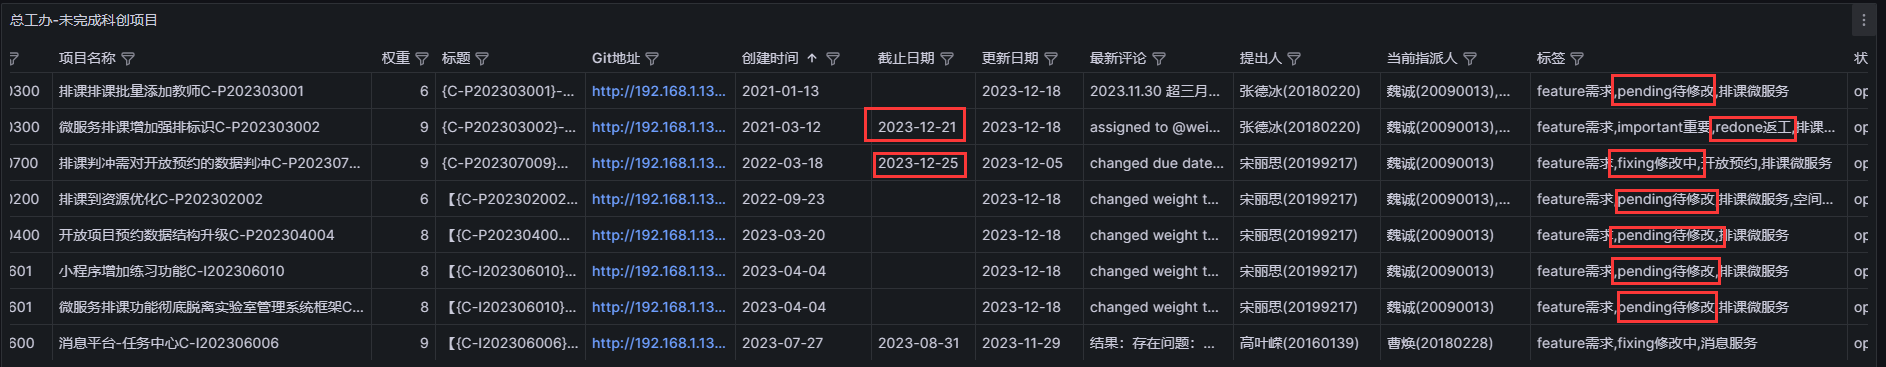 总工办-未完成科创项目
项目名称 权重 标题 Git地址 创建时间 截止日期 更新日期 最新评论 提出人 当前指派人 标签 状
0300 排课排课批量添加教师C-P202303001 6 {C-P202303001}-... http://192.168.1.13... 2021-01-13 2023-12-18 2023.11.30 超三月... 张德冰(20180220) 魏诚(20090013),... feature需求,pending待修改,排课微服务 op
0300 微服务排课增加强排标识C-P202303002 9 {C-P202303002}-... http://192.168.1.13... 2021-03-12 2023-12-21 2023-12-18 assigned to @wei... 张德冰(20180220) 魏诚(20090013) feature需求,important重要,redone返工,排课... op
0700 排课判冲需对开放预约的数据判冲C-P202307... 9 {C-P202307009}-... http://192.168.1.13... 2022-03-18 2023-12-25 2023-12-05 changed due date... 宋丽思(20199217) 魏诚(20090013) feature需求,fixing修改中,开放预约,排课微服务 op
0200 排课到资源优化C-P202302002 6 【{C-P202302002... http://192.168.1.13... 2022-09-23 2023-12-18 changed weight t... 宋丽思(20199217) 魏诚(20090013),... feature需求,pending待修改,排课微服务,空间... op
0400 开放项目预约数据结构升级C-P202304004 8 【{C-P20230400... http://192.168.1.13... 2023-03-20 2023-12-18 changed weight t... 宋丽思(20199217) 魏诚(20090013) feature需求,pending待修改,排课微服务 op
601 小程序增加练习功能C-I202306010 8 【{C-I202306010}... http://192.168.1.13... 2023-04-04 2023-12-18 changed weight t... 宋丽思(20199217) 魏诚(20090013) feature需求,pending待修改,排课微服务 op
601 微服务排课功能彻底脱离实验室管理系统框架C... 8 【{C-I202306010}... http://192.168.1.13... 2023-04-04 2023-12-18 changed weight t... 宋丽思(20199217) 魏诚(20090013) feature需求,pending待修改,排课微服务 op
600 消息平台-任务中心C-I202306006 9 【{C-I202306006}... http://192.168.1.13... 2023-07-27 2023-08-31 2023-11-29 结果：存在问题：... 高叶嵘(20160139) 曹焕(20180228) feature需求,fixing修改中,消息服务 op